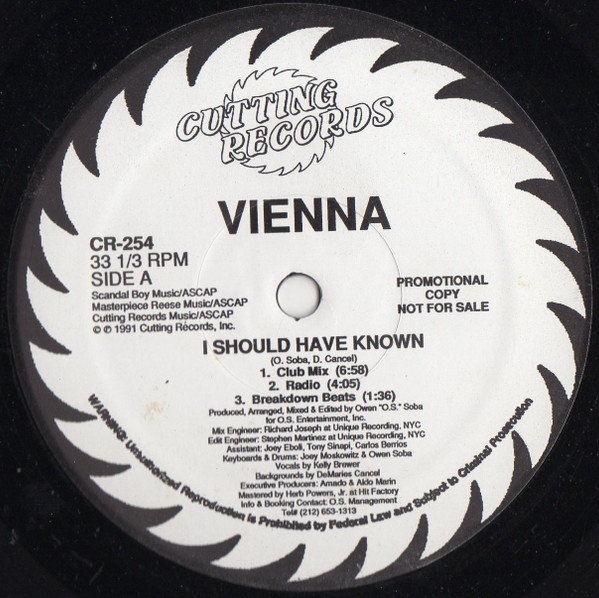 CUTTING
RECORDS
VIENNA
CR-254
33 1/3 RPM
SIDE A
Scandal Boy Music/ASCAP
Masterpiece Reese Music/ASCAP
Cutting Records Music/ASCAP
© ℗ 1991 Cutting Records, Inc.
PROMOTIONAL
COPY
NOT FOR SALE
I SHOULD HAVE KNOWN
(O. Soba, D. Cancel)
1. Club Mix (6:58)
2. Radio (4:05)
3. Breakdown Beats (1:36)
Produced, Arranged, Mixed & Edited by Owen "O.S." Soba
for O.S. Entertainment, Inc.
Mix Engineer: Richard Joseph at Unique Recording, NYC
Edit Engineer: Stephen Martinez at Unique Recording, NYC
Assistant: Joey Eboli, Tony Sinapi, Carlos Berrios
Keyboards & Drums: Joey Moskowitz & Owen Soba
Vocals by Kelly Brewer
Backgrounds by DeMaries Cancel
Executive Producers: Amado & Aldo Marin
Mastered by Herb Powers, Jr. at Hit Factory
Info & Booking Contact: O.S. Management
Tel# (212) 653-1313
WARNING: Unauthorized Reproduction is Prohibited by Federal Law and Subject to Criminal Prosecution